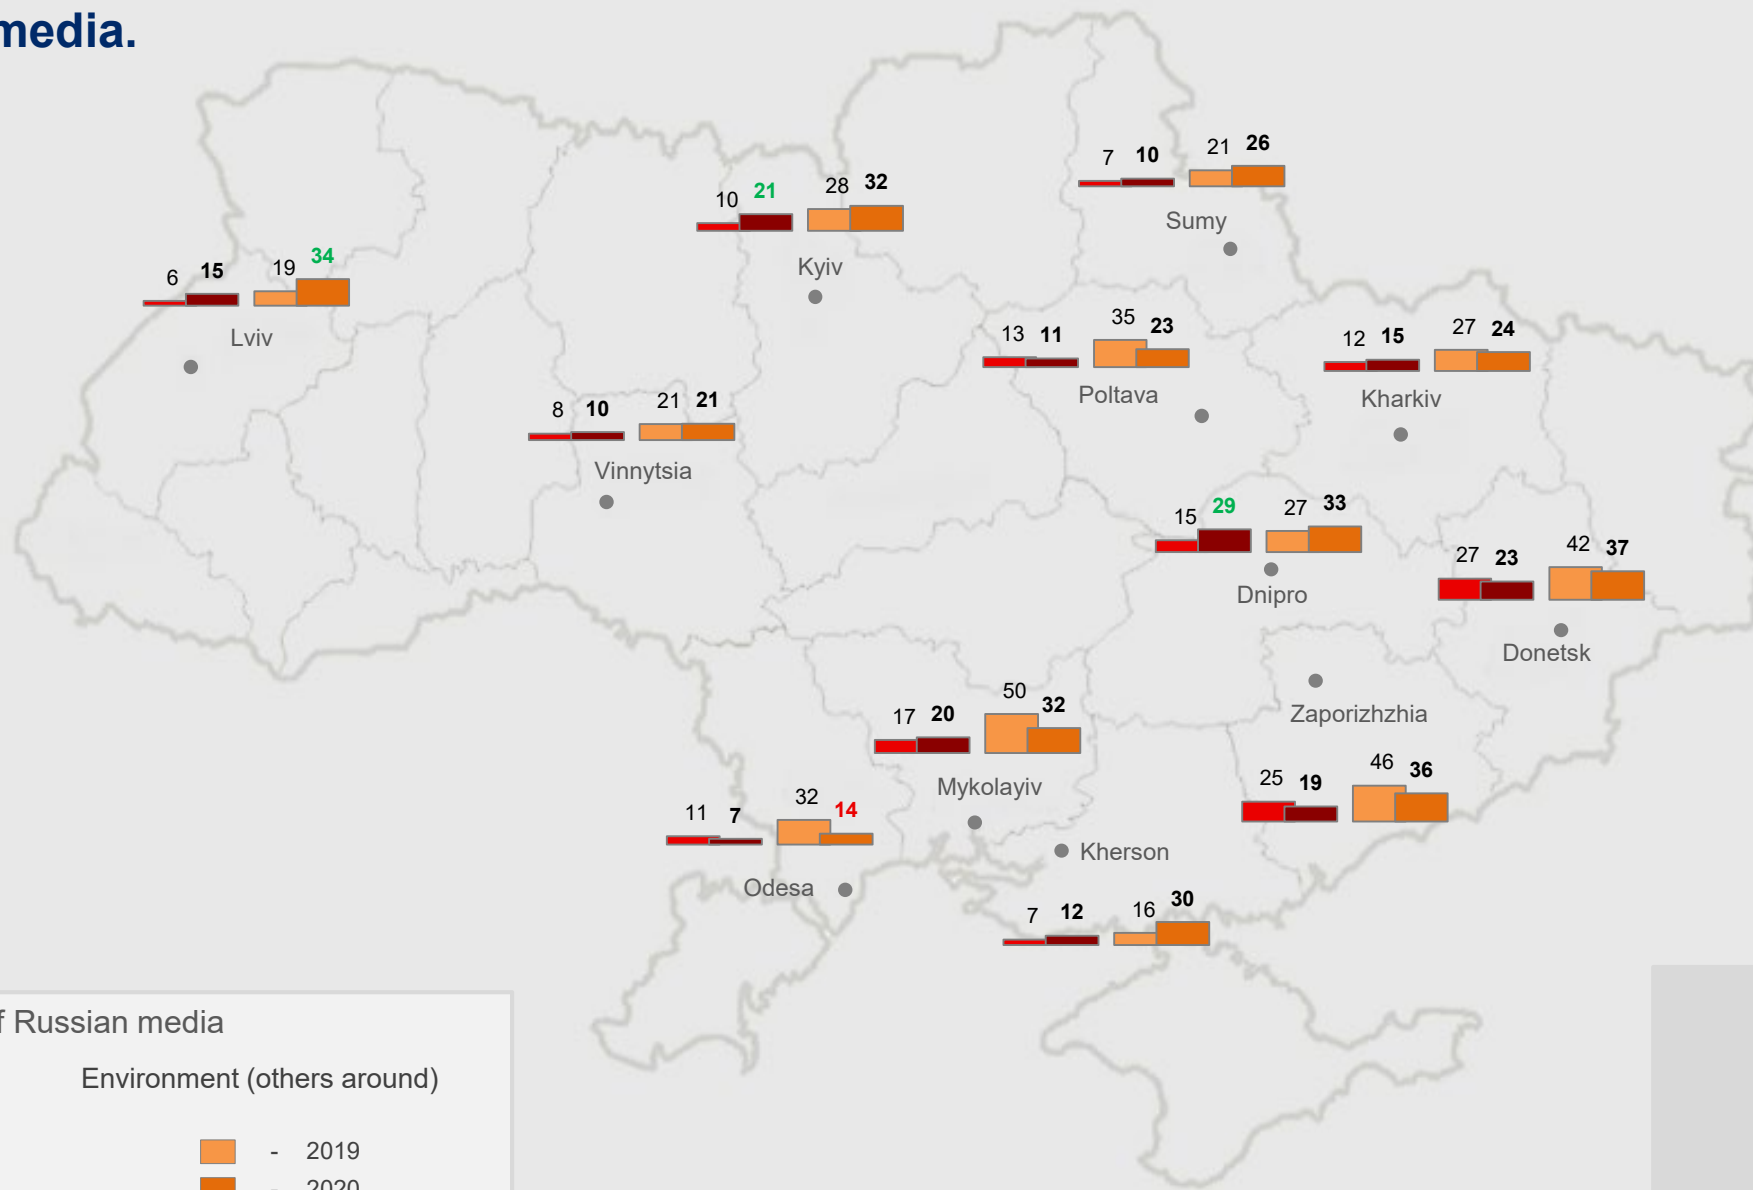 media.
7 10 21 26
Sumy
10 21 28 32
Kyiv
6 15 19 34
Lviv
13 11 35 23
Poltava
12 15 27 24
Kharkiv
8 10 21 21
Vinnytsia
15 29 27 33
Dnipro
27 23 42 37
Donetsk
Zaporizhzhia
25 19 46 36
17 20 50 32
Mykolayiv
11 7 32 14
Odesa
Kherson
7 12 16 30
Russian media
Environment (others around)
- 2019
- 2020